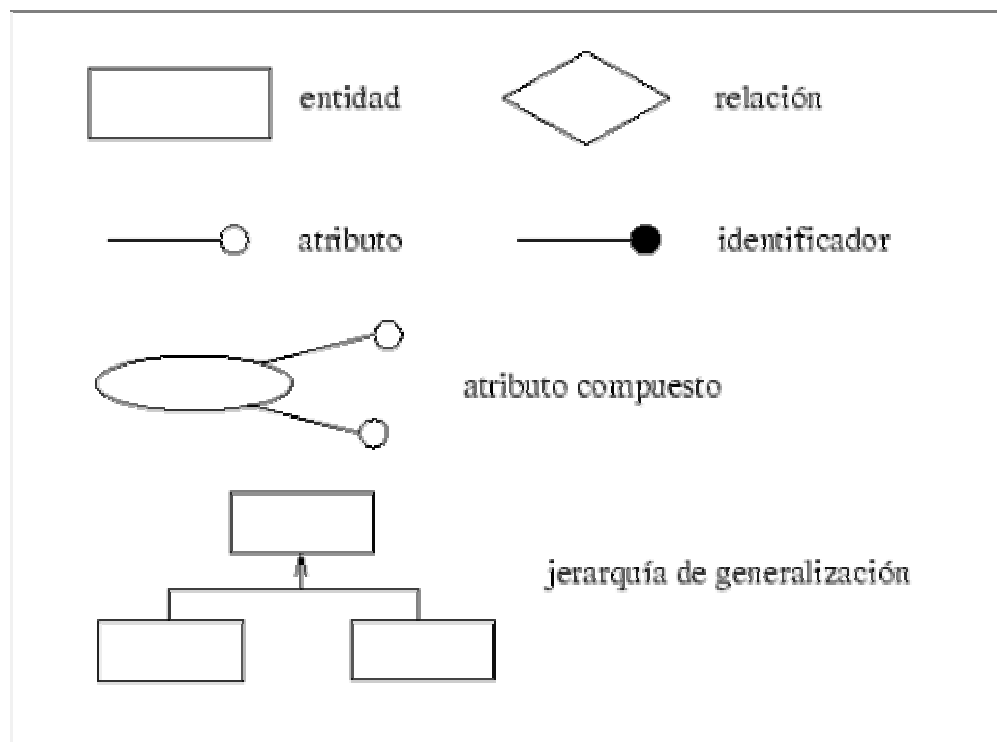 entidad
relación
atributo
identificador
atributo compuesto
jerarquía de generalización